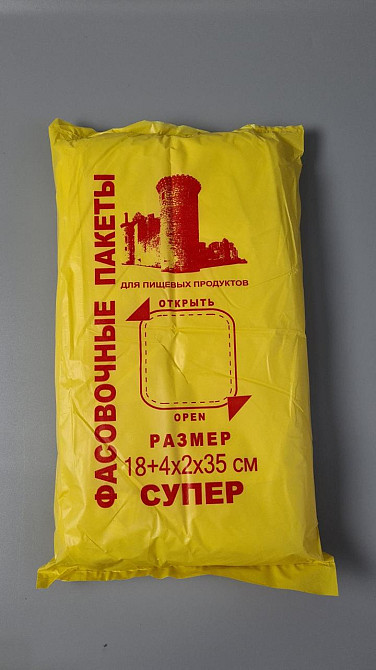 ФАСОВОЧНЫЕ ПАКЕТЫ
ДЛЯ ПИЩЕВЫХ ПРОДУКТОВ
ОТКРЫТЬ
OPEN
РАЗМЕР
18+4х2х35 см
СУПЕР